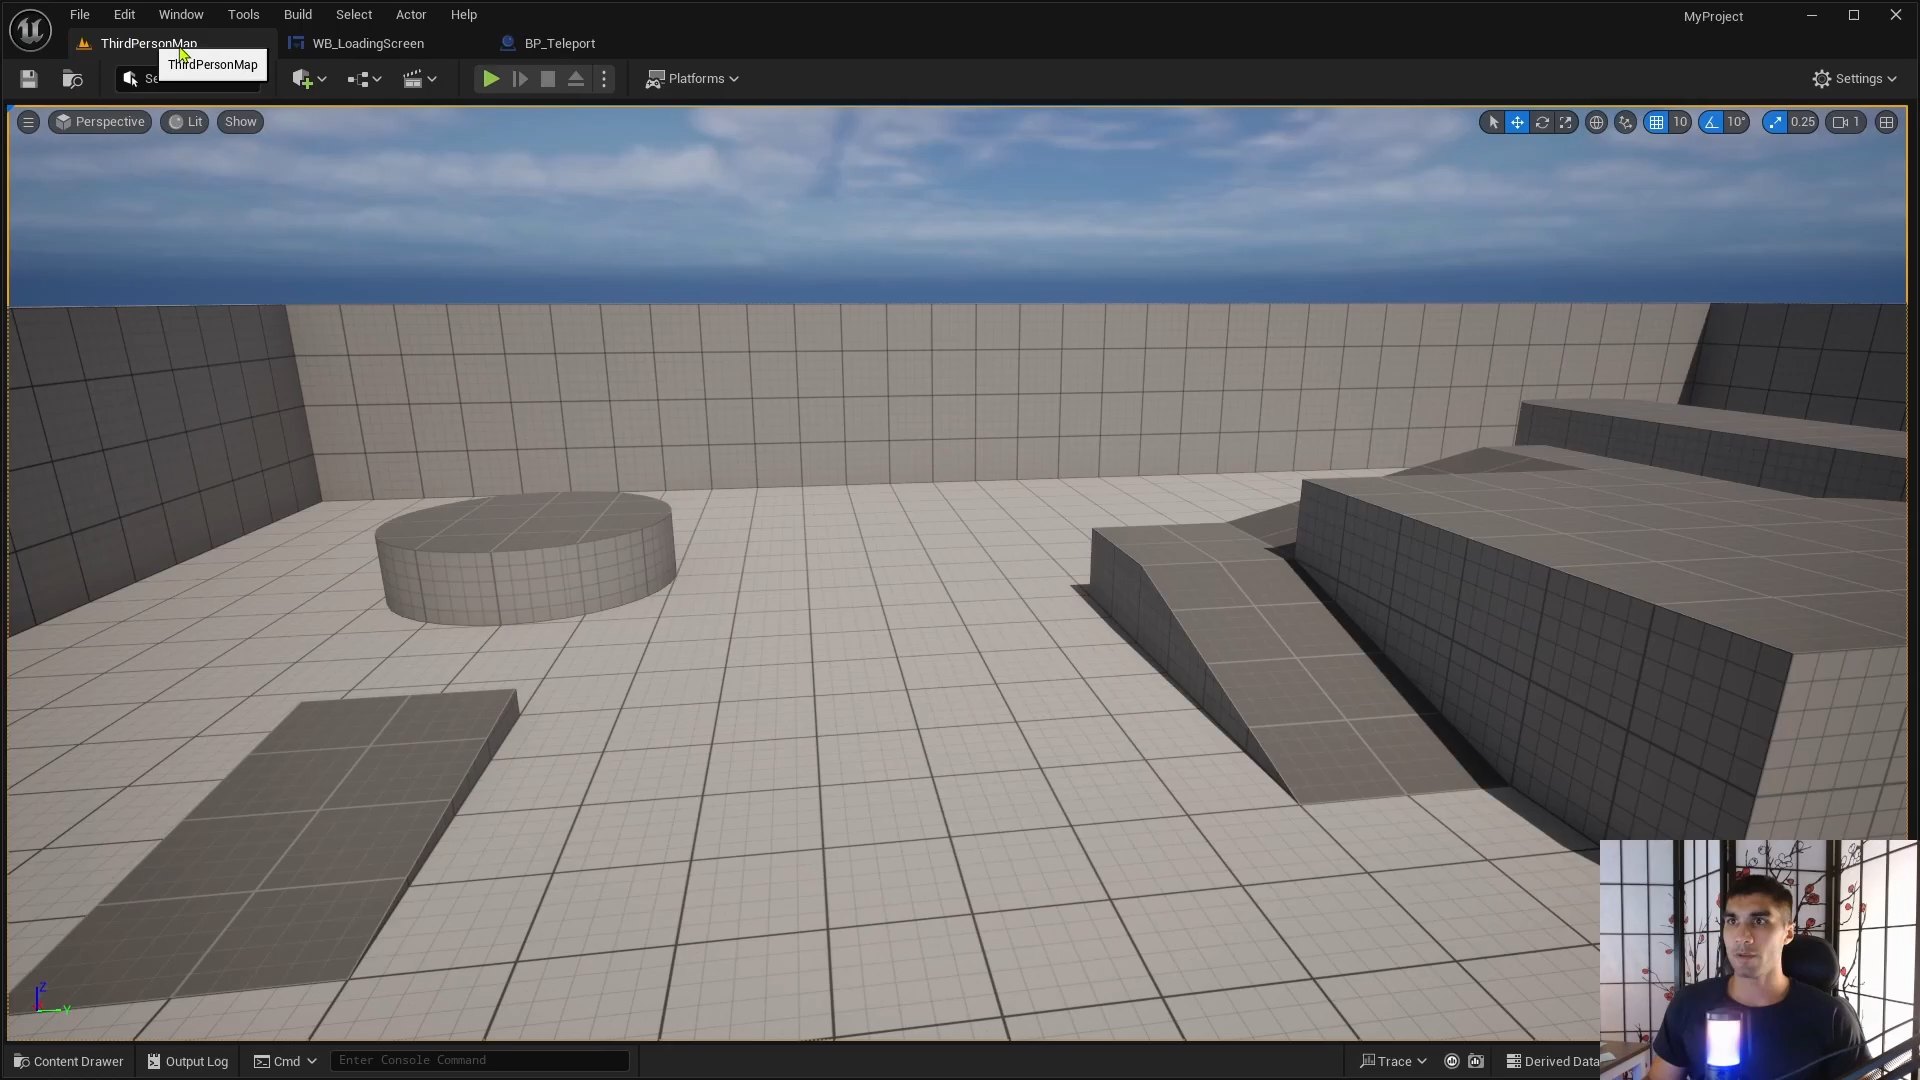 File Edit Window Tools Build Select Actor Help
MyProject
ThirdPersonMap WB_LoadingScreen BP_Teleport
ThirdPersonMap
Se
Platforms
Settings
Perspective Lit Show
10 10° 0.25 1
Z
Y
Content Drawer Output Log Cmd Enter Console Command Trace Derived Data